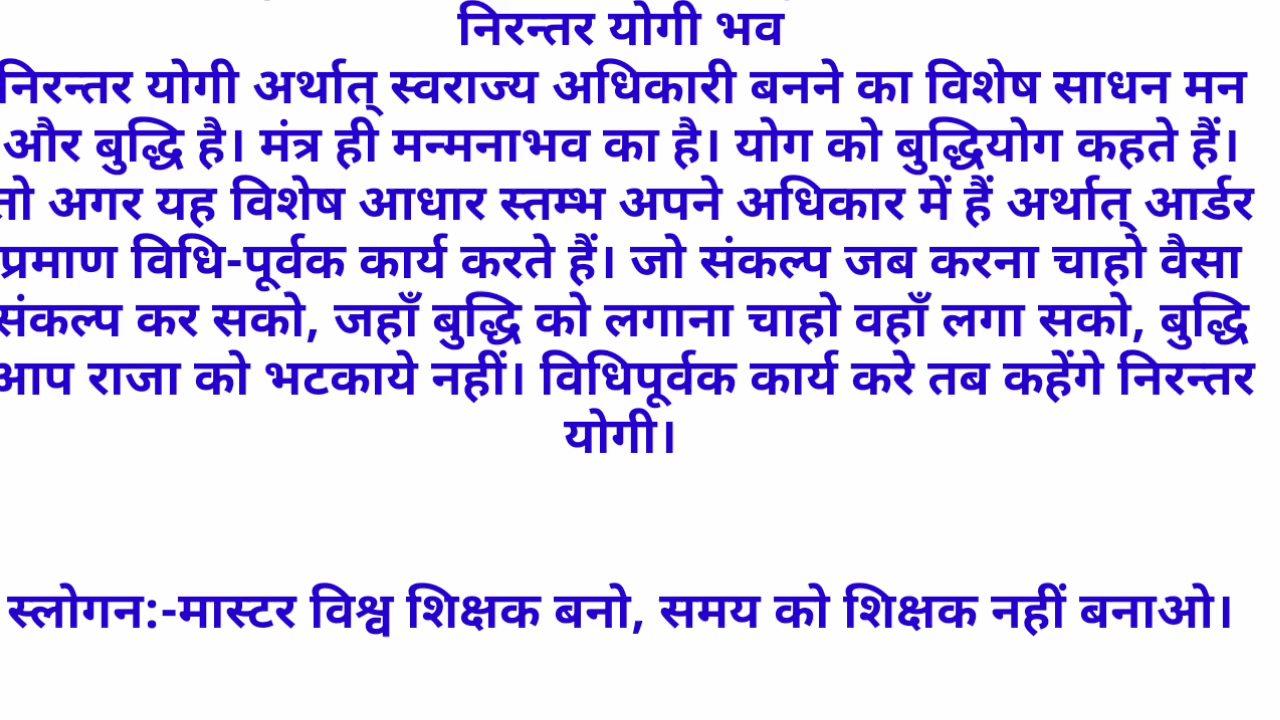 निरन्तर योगी भव
निरन्तर योगी अर्थात् स्वराज्य अधिकारी बनने का विशेष साधन मन
और बुद्धि है। मंत्र ही मन्मनाभव का है। योग को बुद्धियोग कहते हैं।
तो अगर यह विशेष आधार स्तम्भ अपने अधिकार में हैं अर्थात् आर्डर
प्रमाण विधि-पूर्वक कार्य करते हैं। जो संकल्प जब करना चाहो वैसा
संकल्प कर सको, जहाँ बुद्धि को लगाना चाहो वहाँ लगा सको, बुद्धि
आप राजा को भटकाये नहीं। विधिपूर्वक कार्य करे तब कहेंगे निरन्तर
योगी।
स्लोगन:-मास्टर विश्व शिक्षक बनो, समय को शिक्षक नहीं बनाओ।